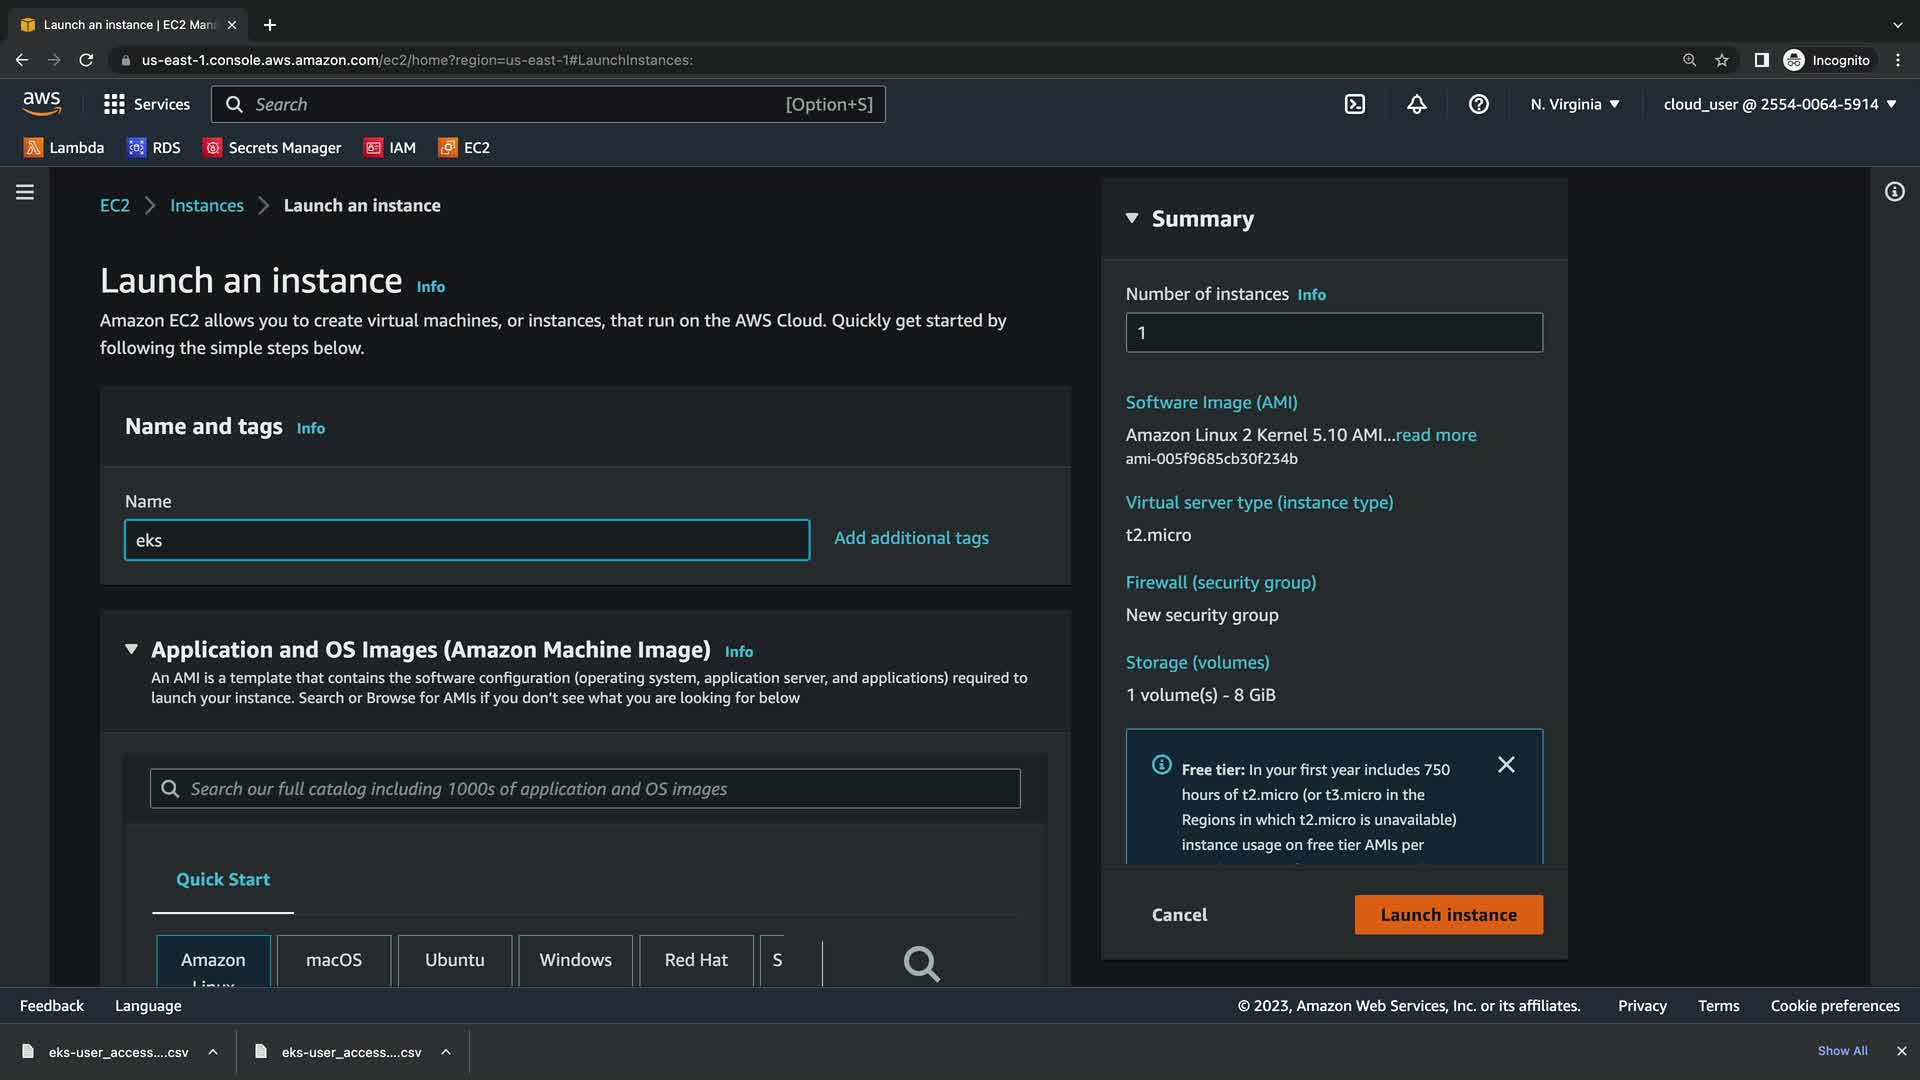 Launch an instance | EC2 Man
us-east-1.console.aws.amazon.com/ec2/home?region=us-east-1#LaunchInstances:
Incognito
aws
Services
Search
[Option+S]
N. Virginia
cloud_user @ 2554-0064-5914
Lambda
RDS
Secrets Manager
IAM
EC2
EC2
Instances
Launch an instance
Launch an instance Info
Amazon EC2 allows you to create virtual machines, or instances, that run on the AWS Cloud. Quickly get started by
following the simple steps below.
Name and tags Info
Name
eks
Add additional tags
Application and OS Images (Amazon Machine Image) Info
An AMI is a template that contains the software configuration (operating system, application server, and applications) required to
launch your instance. Search or Browse for AMIs if you don't see what you are looking for below
Search our full catalog including 1000s of application and OS images
Quick Start
Amazon
Linux
macOS
Ubuntu
Windows
Red Hat
S
Summary
Number of instances Info
1
Software Image (AMI)
Amazon Linux 2 Kernel 5.10 AMI...read more
ami-005f9685cb30f234b
Virtual server type (instance type)
t2.micro
Firewall (security group)
New security group
Storage (volumes)
1 volume(s) - 8 GiB
Free tier: In your first year includes 750
hours of t2.micro (or t3.micro in the
Regions in which t2.micro is unavailable)
instance usage on free tier AMIs per
Cancel
Launch instance
Feedback
Language
© 2023, Amazon Web Services, Inc. or its affiliates.
Privacy
Terms
Cookie preferences
eks-user_access....csv
eks-user_access....csv
Show All